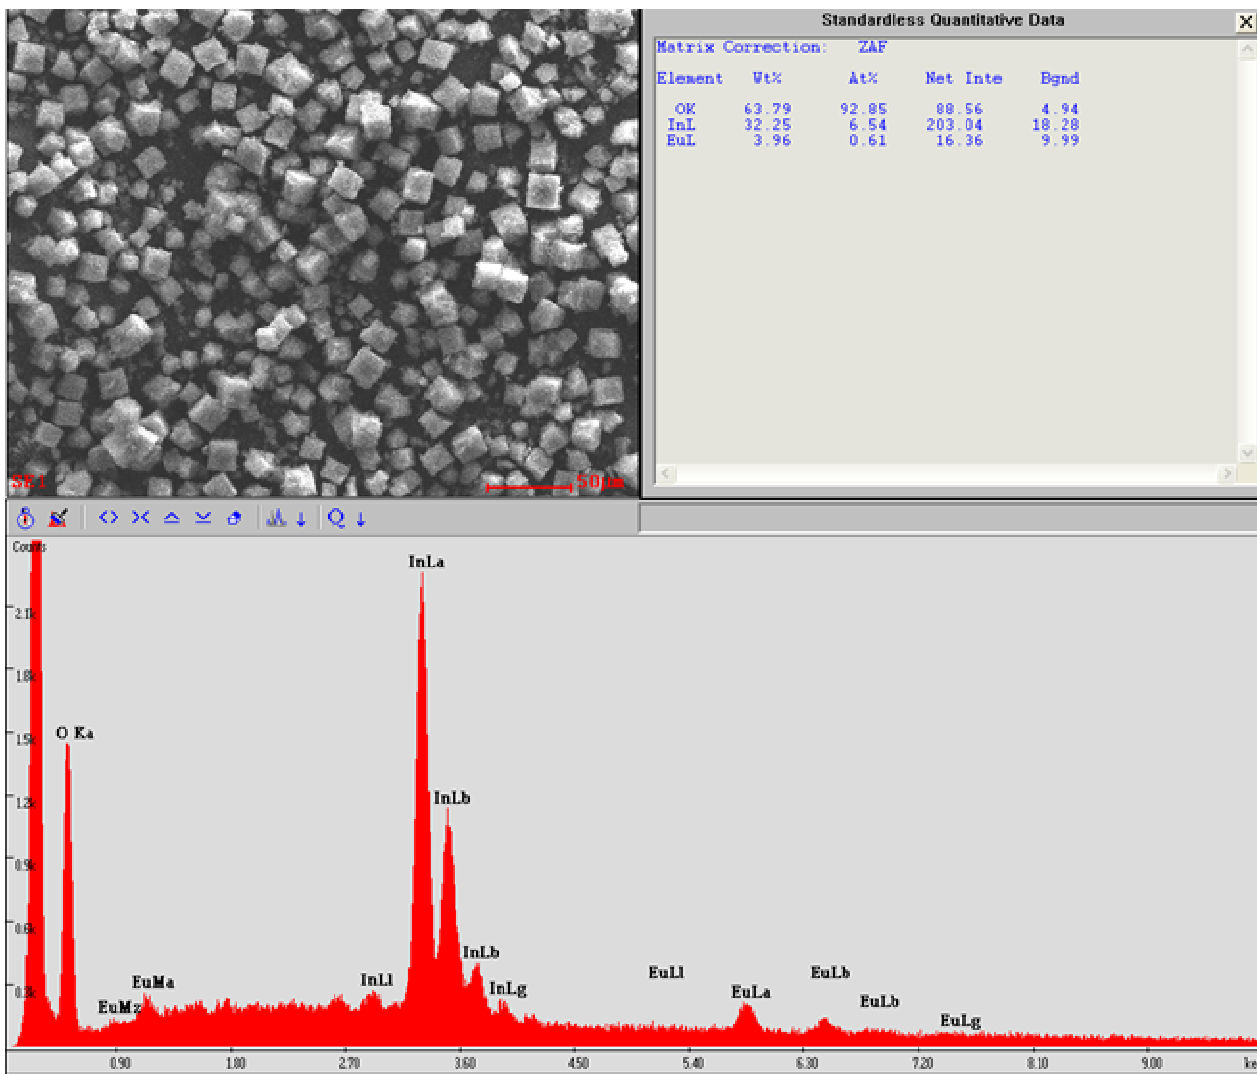 Standardless Quantitative Data
Matrix Correction: ZAF
Element Wt% At% Net Inte Bgnd
OK 63.79 92.85 88.56 4.94
InL 32.25 6.54 203.04 18.28
EuL 3.96 0.61 16.36 9.99
SE1 50µm
Counts
InLa
2.1k
1.8k
O Ka
1.5k
InLb
1.2k
0.9k
0.6k
InLb
EuMa InLl EuLl EuLb
0.3k
InLg
EuMz EuLa EuLb
EuLg
0.90 1.80 2.70 3.60 4.50 5.40 6.30 7.20 8.10 9.00